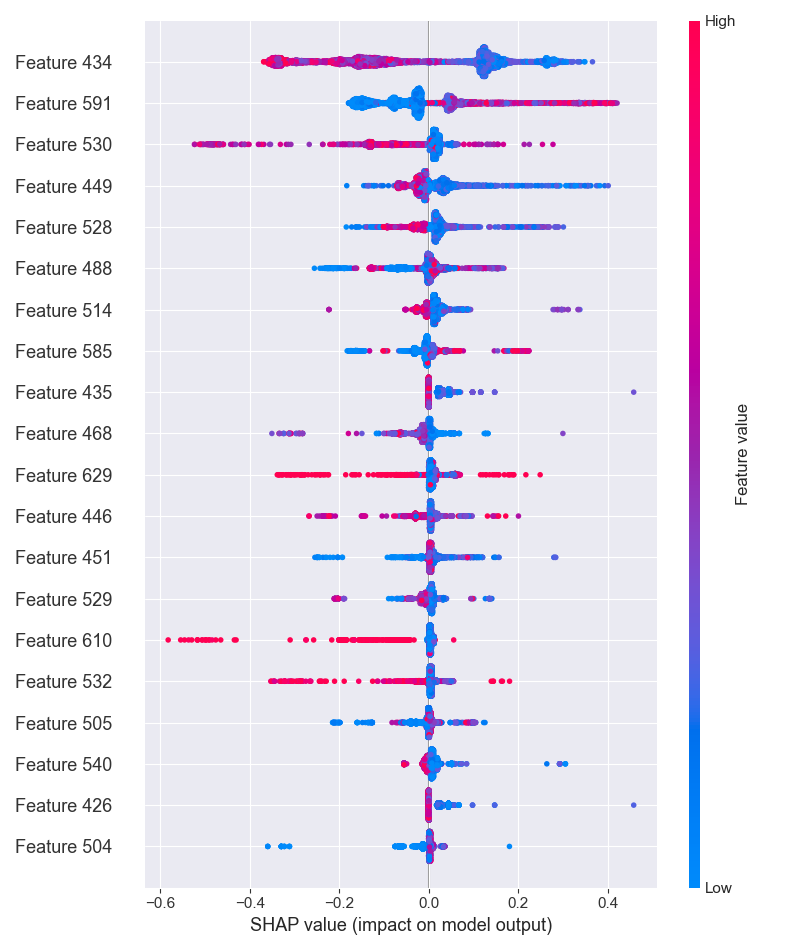 High
Feature 434
Feature 591
Feature 530
Feature 449
Feature 528
Feature 488
Feature 514
Feature 585
Feature 435
Feature 468
Feature 629
Feature 446
Feature 451
Feature 529
Feature 610
Feature 532
Feature 505
Feature 540
Feature 426
Feature 504
Feature value
Low
−0.6 −0.4 −0.2 0.0 0.2 0.4
SHAP value (impact on model output)